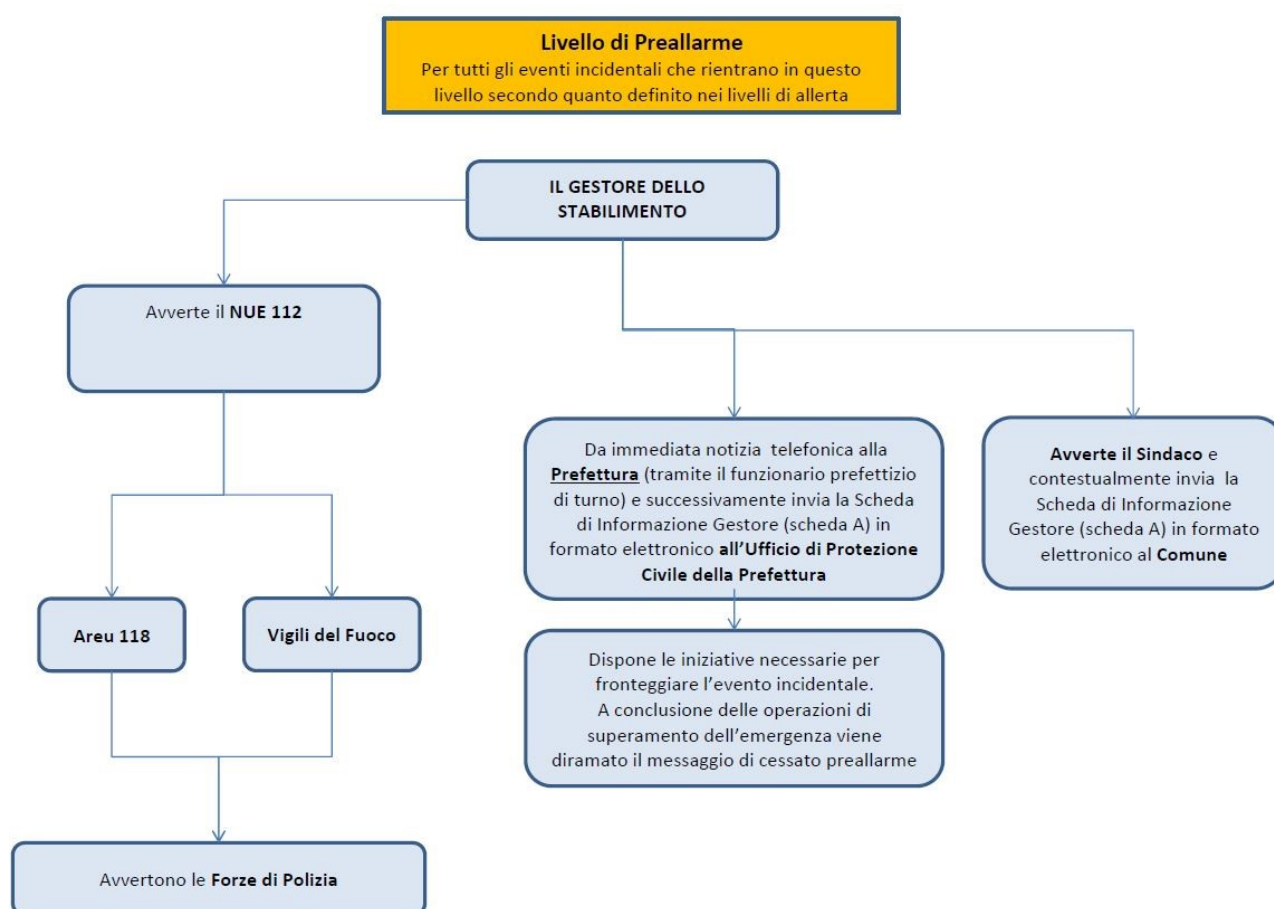 Livello di Preallarme
Per tutti gli eventi incidentali che rientrano in questo
livello secondo quanto definito nei livelli di allerta
IL GESTORE DELLO
STABILIMENTO
Avverte il NUE 112
Da immediata notizia telefonica alla
Prefettura (tramite il funzionario prefettizio
di turno) e successivamente invia la Scheda
di Informazione Gestore (scheda A) in
formato elettronico all’Ufficio di Protezione
Civile della Prefettura
Avverte il Sindaco e
contestualmente invia la
Scheda di Informazione
Gestore (scheda A) in formato
elettronico al Comune
Areu 118
Vigili del Fuoco
Dispone le iniziative necessarie per
fronteggiare l’evento incidentale.
A conclusione delle operazioni di
superamento dell’emergenza viene
diramato il messaggio di cessato preallarme
Avvertono le Forze di Polizia